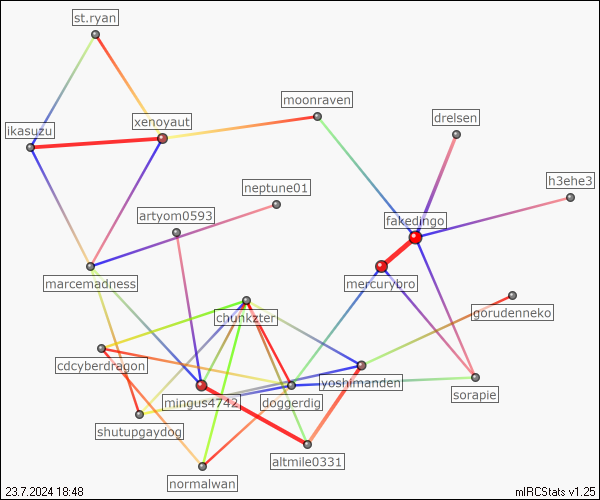 st.ryan
moonraven
drelsen
ikasuzu
xenoyaut
h3ehe3
neptune01
artyom0593
fakedingo
marcemadness
mercurybro
chunkzter
gorudenneko
cdcyberdragon
yoshimanden
mingus4742
doggerdig
sorapie
shutupgaydog
altmile0331
normalwan
23.7.2024 18:48
mIRCStats v1.25